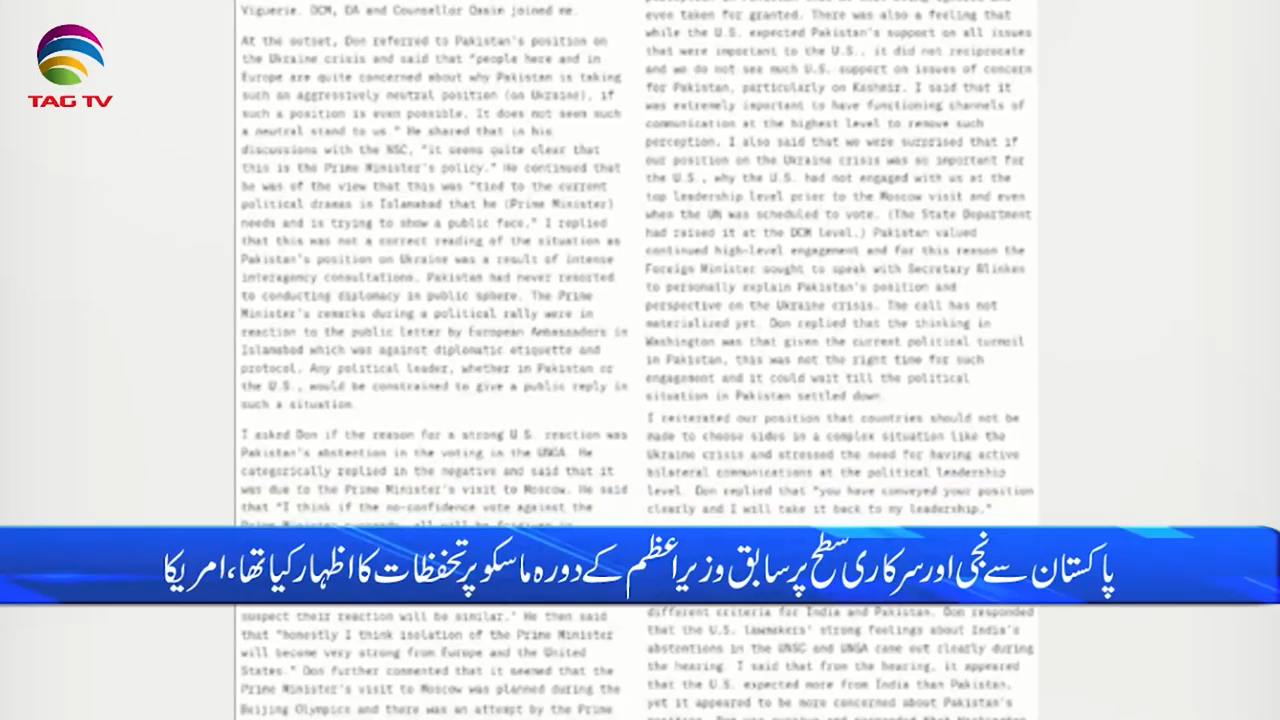 TAG TV
Viguerie. DCM, DA and Counsellor Qasim joined me.
At the outset, Don referred to Pakistan's position on
the Ukraine crisis and said that "people here and in
Europe are quite concerned about why Pakistan is taking
such an aggressively neutral position (on Ukraine), if
such a position is even possible. It does not seem such
a neutral stand to us." He shared that in his
discussions with the NSC, "it seems quite clear that
this is the Prime Minister's policy." He continued that
he was of the view that this was "tied to the current
political dramas in Islamabad that he (Prime Minister)
needs and is trying to show a public face." I replied
that this was not a correct reading of the situation as
Pakistan's position on Ukraine was a result of intense
interagency consultations. Pakistan had never resorted
to conducting diplomacy in public sphere. The Prime
Minister's remarks during a political rally were in
reaction to the public letter by European Ambassadors in
Islamabad which was against diplomatic etiquette and
protocol. Any political leader, whether in Pakistan or
the U.S., would be constrained to give a public reply in
such a situation.
I asked Don if the reason for a strong U.S. reaction was
Pakistan's abstention in the voting in the UNGA. He
categorically replied in the negative and said that it
was due to the Prime Minister's visit to Moscow. He said
that "I think if the no-confidence vote against the
suspect their reaction will be similar." He then said
that "honestly I think isolation of the Prime Minister
will become very strong from Europe and the United
States." Don further commented that it seemed that the
Prime Minister's visit to Moscow was planned during the
Beijing Olympics and there was an attempt by the Prime
even taken for granted. There was also a feeling that
while the U.S. expected Pakistan's support on all issues
that were important to the U.S., it did not reciprocate
and we do not see much U.S. support on issues of concern
for Pakistan, particularly on Kashmir. I said that it
was extremely important to have functioning channels of
communication at the highest level to remove such
perception. I also said that we were surprised that if
our position on the Ukraine crisis was so important for
the U.S., why the U.S. had not engaged with us at the
top leadership level prior to the Moscow visit and even
when the UN was scheduled to vote. (The State Department
had raised it at the DCM level.) Pakistan valued
continued high-level engagement and for this reason the
Foreign Minister sought to speak with Secretary Blinken
to personally explain Pakistan's position and
perspective on the Ukraine crisis. The call has not
materialized yet. Don replied that the thinking in
Washington was that given the current political turmoil
in Pakistan, this was not the right time for such
engagement and it could wait till the political
situation in Pakistan settled down.
I reiterated our position that countries should not be
made to choose sides in a complex situation like the
Ukraine crisis and stressed the need for having active
bilateral communications at the political leadership
level. Don replied that "you have conveyed your position
clearly and I will take it back to my leadership."
different criteria for India and Pakistan. Don responded
that the U.S. lawmakers' strong feelings about India's
abstentions in the UNSC and UNGA came out clearly during
the hearing. I said that from the hearing, it appeared
that the U.S. expected more from India than Pakistan,
yet it appeared to be more concerned about Pakistan's
پاکستان سے نجی اور سرکاری سطح پر سابق وزیراعظم کے دورہ ماسکو پر تحفظات کا اظہار کیا تھا، امریکا